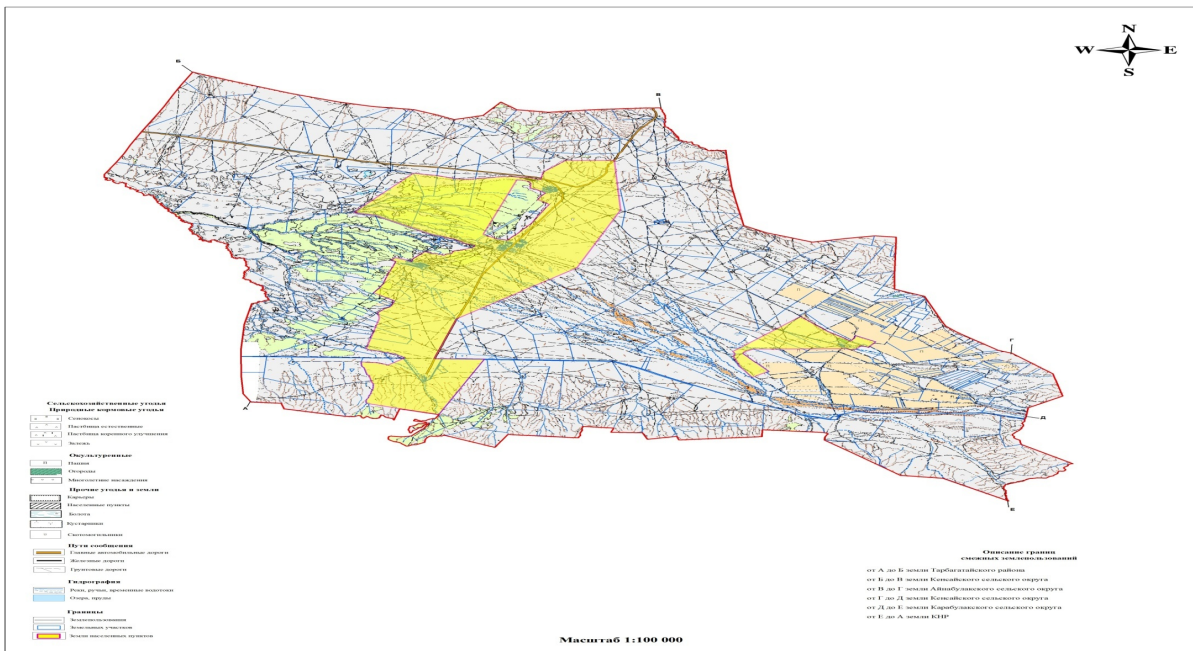 N
W E
S
Б
В
Г
А
Д
Е
Сельскохозяйственные угодья
Природные кормовые угодья
Сенокосы
Пастбища естественные
Пастбища коренного улучшения
Залежь
Окультуренные
Пашня
Огороды
Многолетние насаждения
Прочие угодья и земли
Карьеры
Населенные пункты
Болота
Кустарники
Скотомогильники
Пути сообщения
Главные автомобильные дороги
Железные дороги
Грунтовые дороги
Гидрография
Реки, ручьи, временные водотоки
Озера, пруды
Границы
Землепользования
Земельных участков
Земли населенных пунктов
Масштаб 1:100 000
Описание границ
смежных землепользований
от А до Б земли Тарбагатайского района
от Б до В земли Кенсайского сельского округа
от В до Г земли Айнабулакского сельского округа
от Г до Д земли Кенсайского сельского округа
от Д до Е земли Карабулакского сельского округа
от Е до А земли КНР